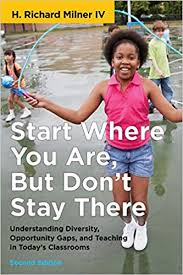 H. Richard Milner IV
Start Where
You Are,
But Don't
Stay There
Understanding Diversity,
Opportunity Gaps, and Teaching
in Today's Classrooms
Second Edition